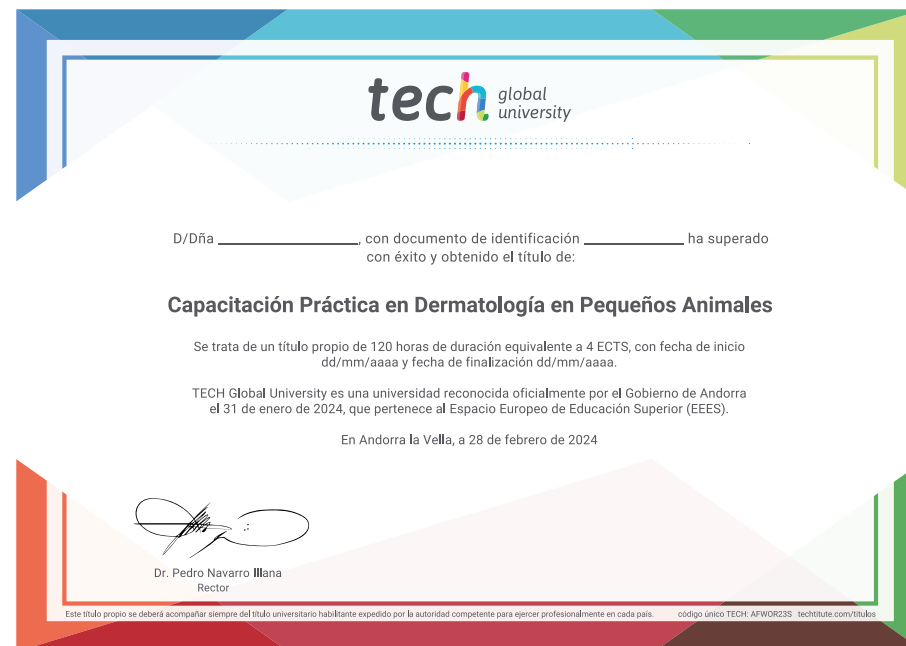 tech global university
D/Dña ____________________, con documento de identificación ______________ ha superado
con éxito y obtenido el título de:
Capacitación Práctica en Dermatología en Pequeños Animales
Se trata de un título propio de 120 horas de duración equivalente a 4 ECTS, con fecha de inicio
dd/mm/aaaa y fecha de finalización dd/mm/aaaa.
TECH Global University es una universidad reconocida oficialmente por el Gobierno de Andorra
el 31 de enero de 2024, que pertenece al Espacio Europeo de Educación Superior (EEES).
En Andorra la Vella, a 28 de febrero de 2024
Dr. Pedro Navarro Illana
Rector
Este título propio se deberá acompañar siempre del título universitario habilitante expedido por la autoridad competente para ejercer profesionalmente en cada país. código único TECH: AFWOR23S techtitute.com/titulos